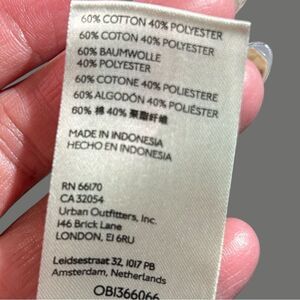 60% COTTON 40% POLYESTER
60% COTON 40% POLYESTER
60% BAUMWOLLE
40% POLYESTER
60% COTONE 40% POLIESTERE
60% ALGODÓN 40% POLIÉSTER
60% 棉 40% 聚酯纤维
MADE IN INDONESIA
HECHO EN INDONESIA
RN 66170
CA 32054
Urban Outfitters, Inc.
146 Brick Lane
LONDON, E1 6RU
Leidsestraat 32, 1017 PB
Amsterdam, Netherlands
OB1366066